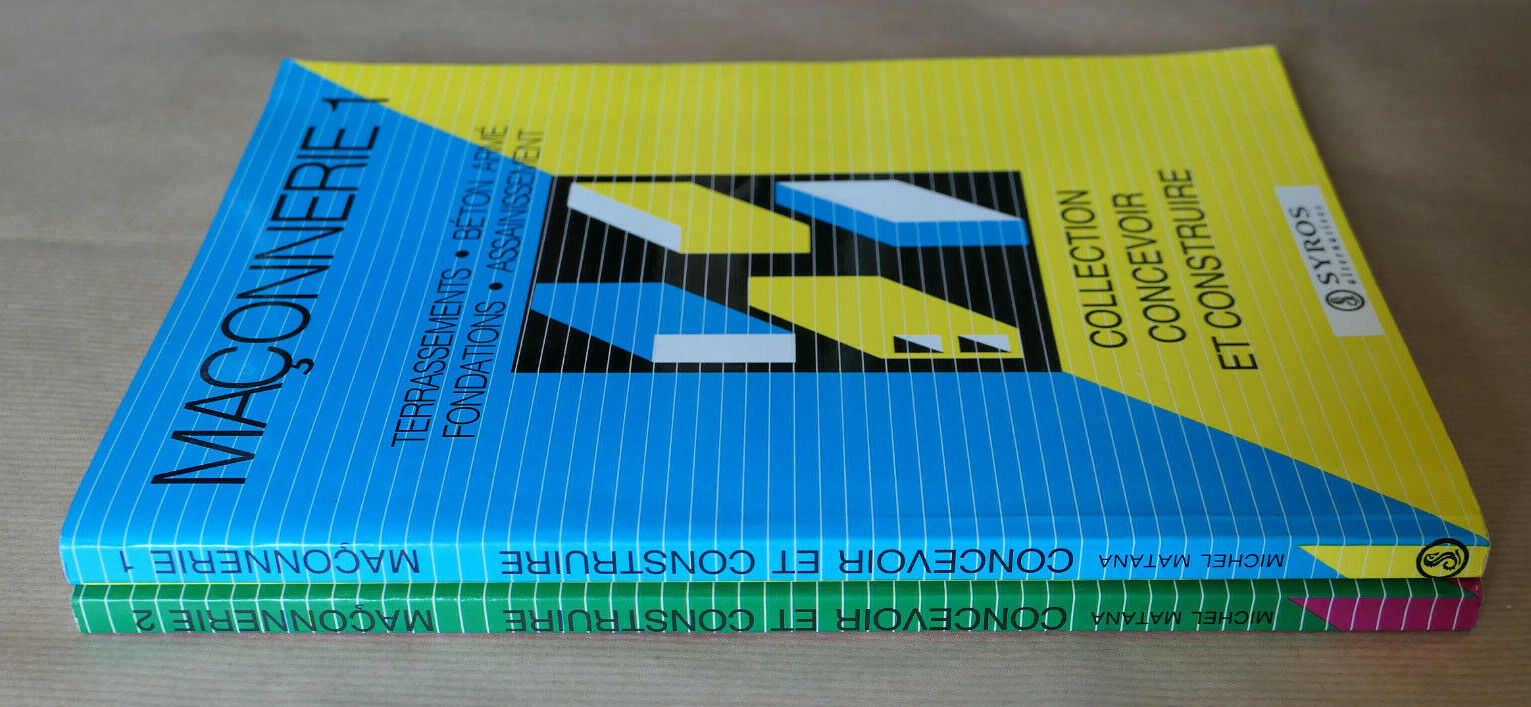 MAÇONNERIE 1
TERRASSEMENTS • BÉTON ARMÉ
FONDATIONS • ASSAINISSEMENT
COLLECTION
CONCEVOIR
ET CONSTRUIRE
SYROS
ALTERNATIVES
MICHEL MATANA CONCEVOIR ET CONSTRUIRE MAÇONNERIE 1
MICHEL MATANA CONCEVOIR ET CONSTRUIRE MAÇONNERIE 2